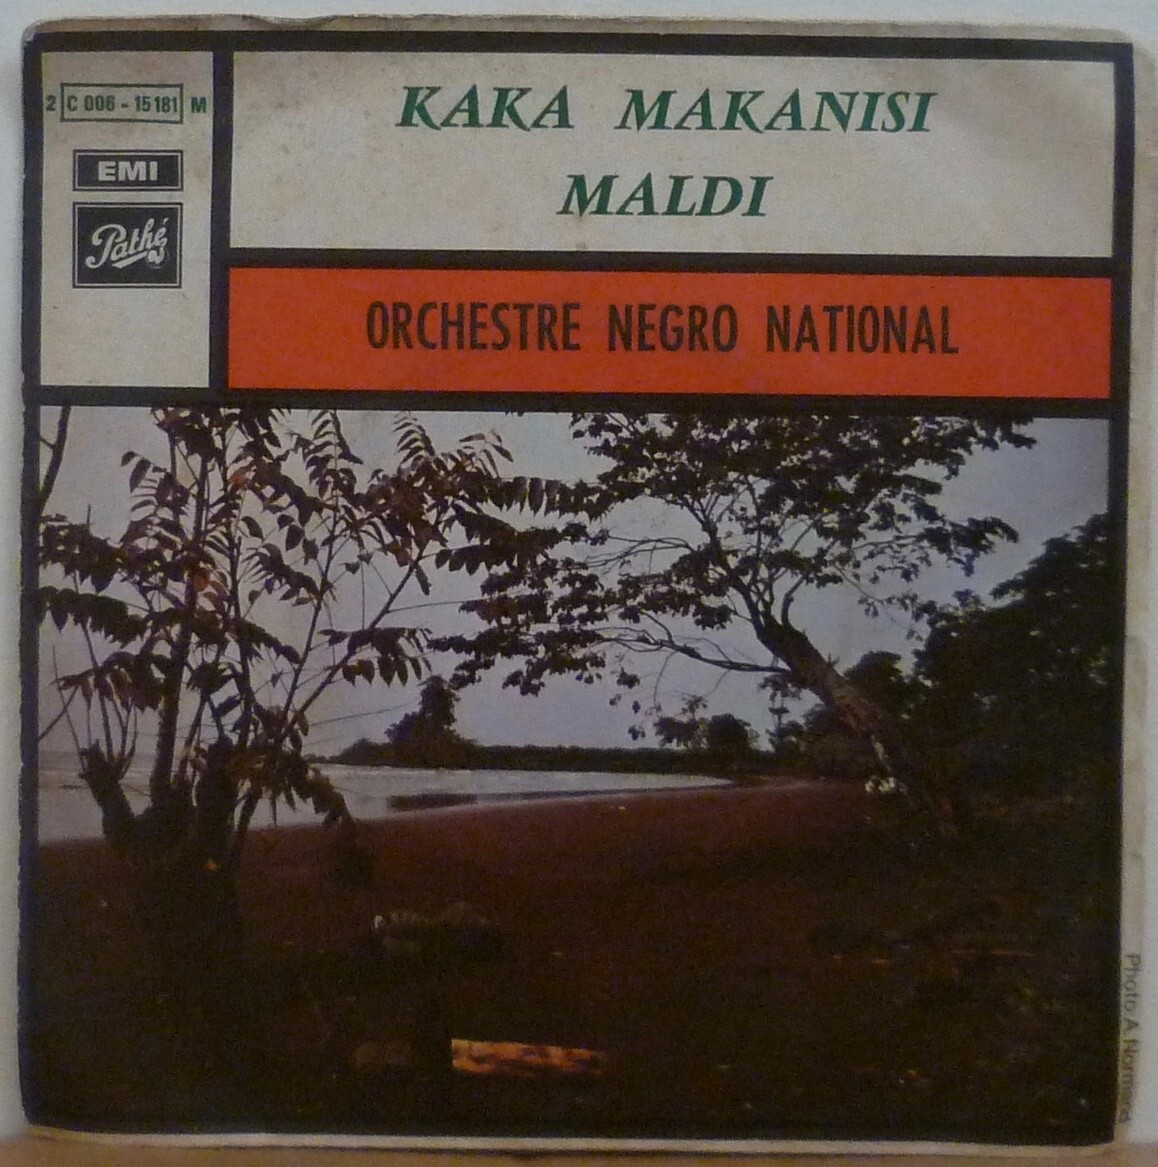 2 C 006 - 15181 M
EMI
Pathé
KAKA MAKANISI
MALDI
ORCHESTRE NEGRO NATIONAL
Photo A Normand